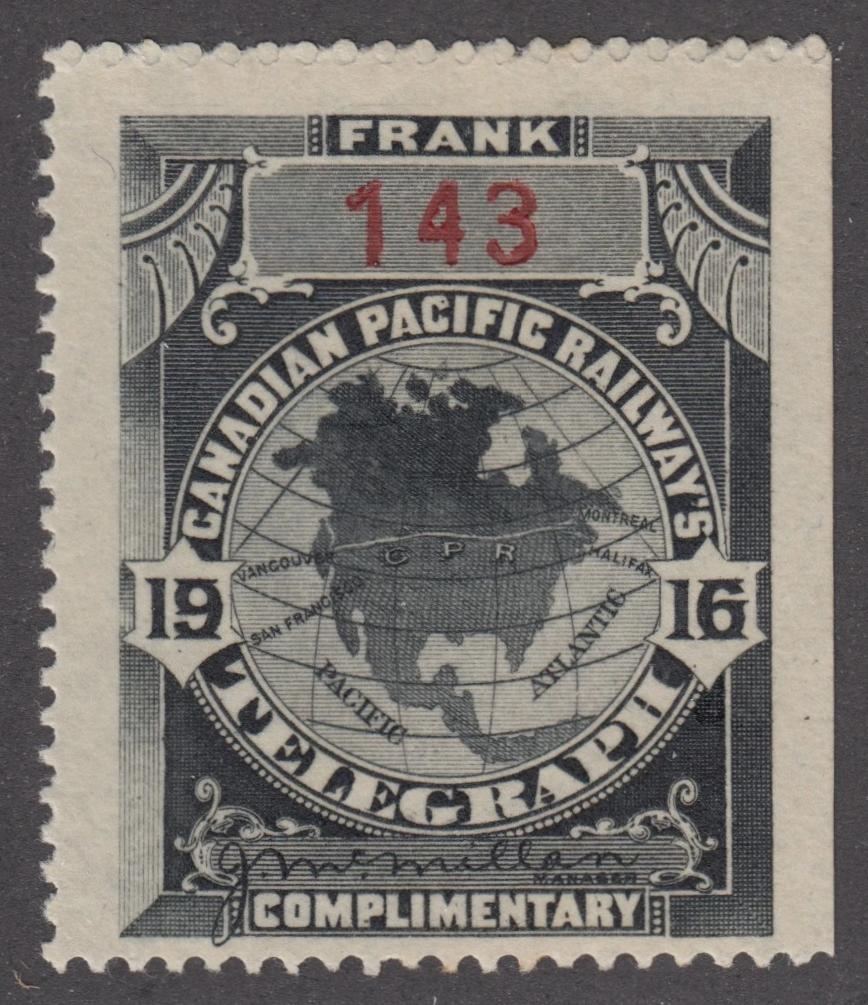 FRANK
143
CANADIAN PACIFIC RAILWAY'S
MONTREAL
VANCOUVER
C P R
HALIFAX
19
16
SAN FRANCISCO
ATLANTIC
PACIFIC
TELEGRAPH
J. McMillan
MANAGER
COMPLIMENTARY